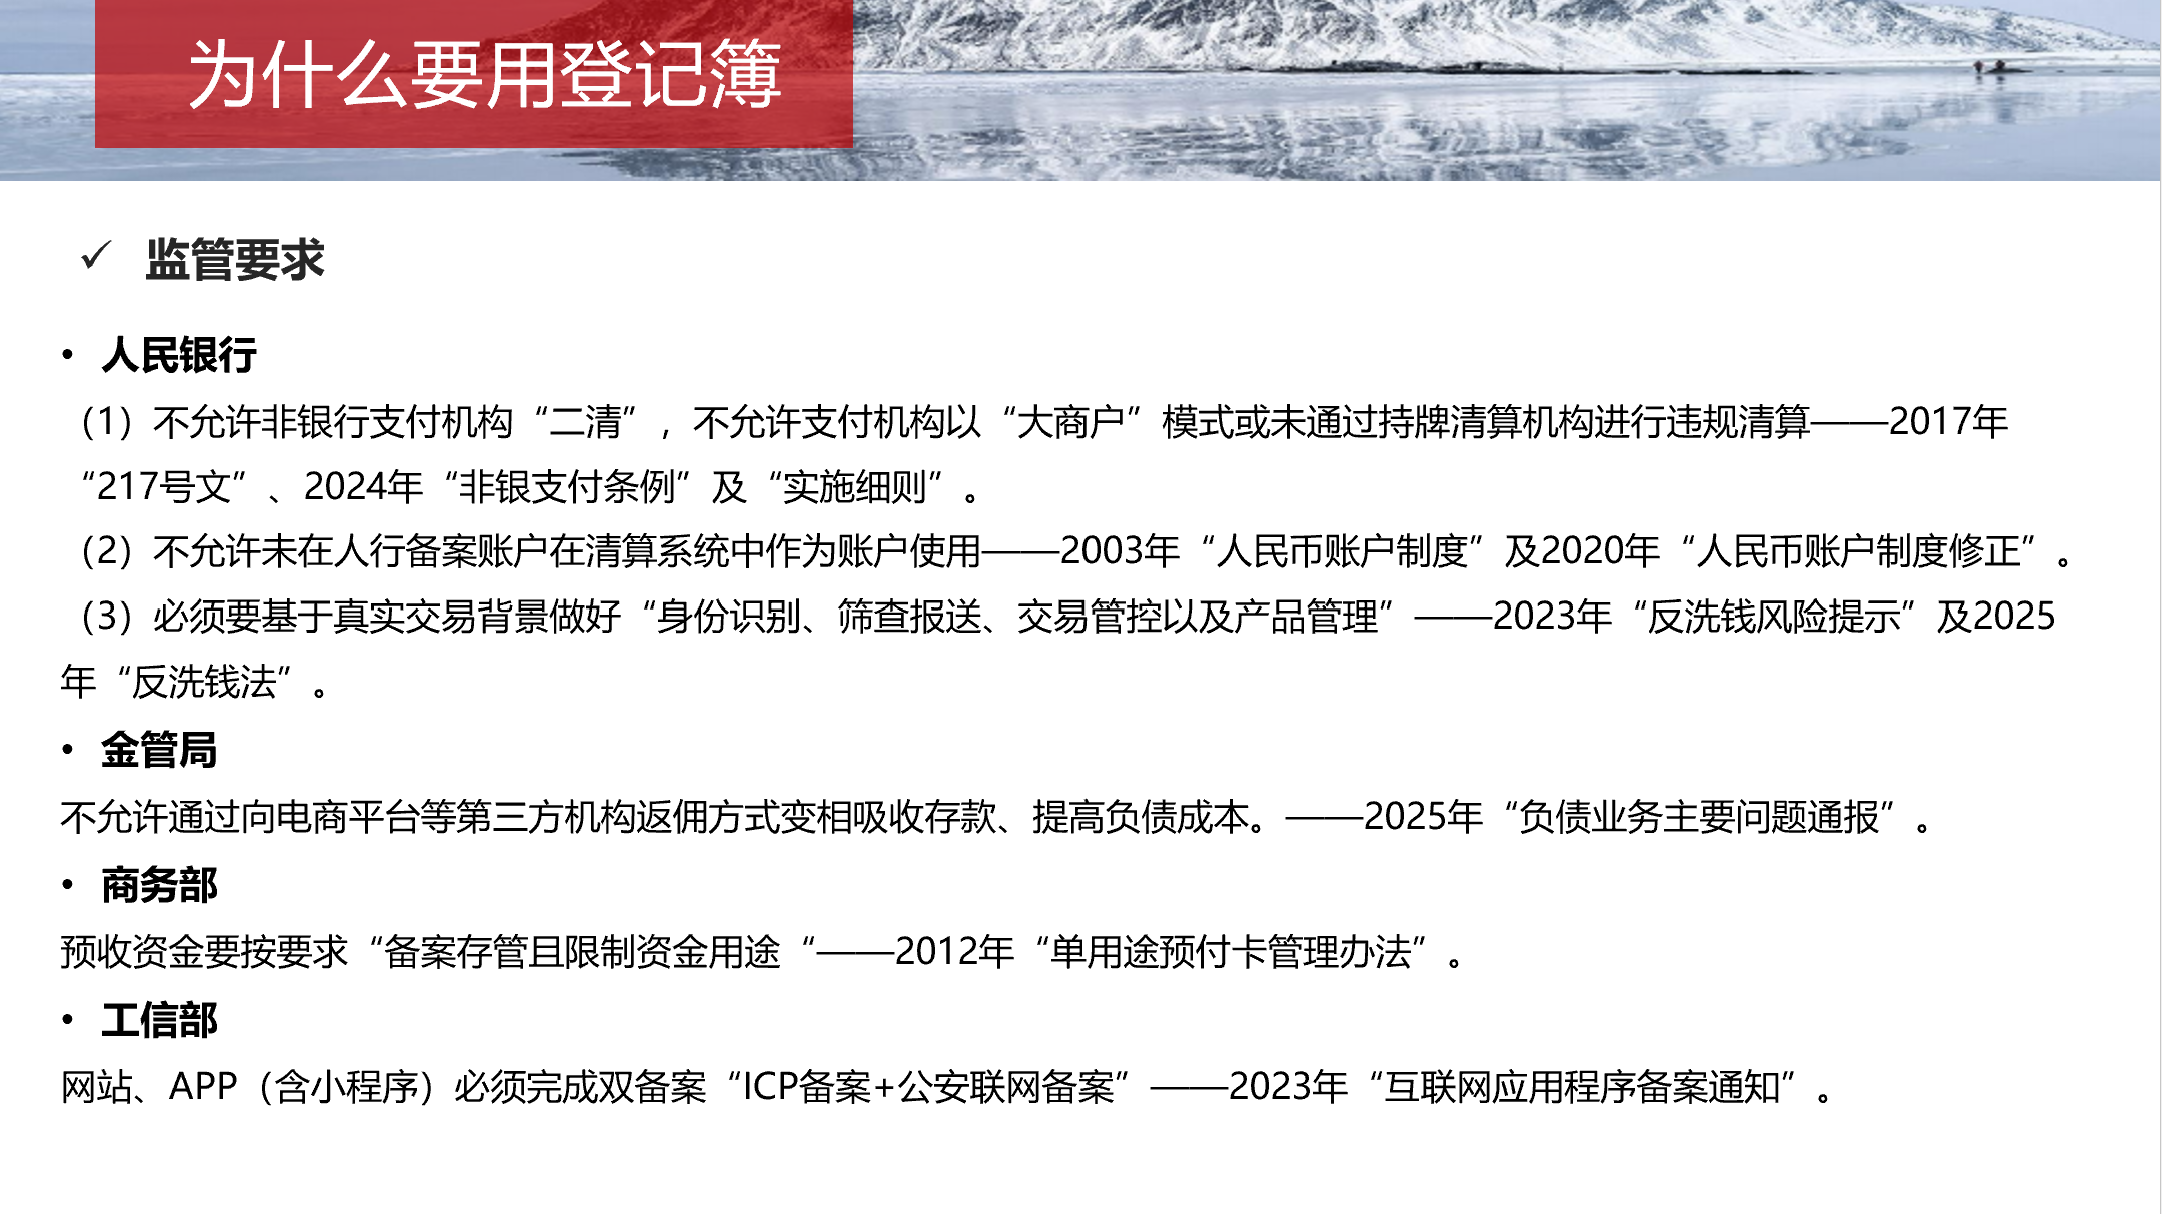 为什么要用登记簿
✓ 监管要求
• 人民银行
（1）不允许非银行支付机构“二清”，不允许支付机构以“大商户”模式或未通过持牌清算机构进行违规清算——2017年
“217号文”、2024年“非银支付条例”及“实施细则”。
（2）不允许未在人行备案账户在清算系统中作为账户使用——2003年“人民币账户制度”及2020年“人民币账户制度修正”。
（3）必须要基于真实交易背景做好“身份识别、筛查报送、交易管控以及产品管理”——2023年“反洗钱风险提示”及2025
年“反洗钱法”。
• 金管局
不允许通过向电商平台等第三方机构返佣方式变相吸收存款、提高负债成本。——2025年“负债业务主要问题通报”。
• 商务部
预收资金要按要求“备案存管且限制资金用途“——2012年“单用途预付卡管理办法”。
• 工信部
网站、APP（含小程序）必须完成双备案“ICP备案+公安联网备案”——2023年“互联网应用程序备案通知”。